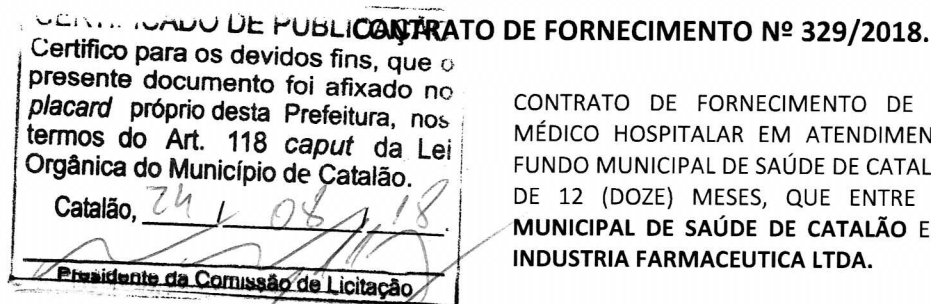 CERTIFICADO DE PUBLICAÇÃO
CONTRATO DE FORNECIMENTO Nº 329/2018.
Certifico para os devidos fins, que o
presente documento foi afixado no
placard próprio desta Prefeitura, nos
termos do Art. 118 caput da Lei
Orgânica do Município de Catalão.
Catalão, 24 / 08 / 18.
Presidente da Comissão de Licitação
CONTRATO DE FORNECIMENTO DE
MÉDICO HOSPITALAR EM ATENDIMEN
FUNDO MUNICIPAL DE SAÚDE DE CATAL
DE 12 (DOZE) MESES, QUE ENTRE
MUNICIPAL DE SAÚDE DE CATALÃO E
INDUSTRIA FARMACEUTICA LTDA.